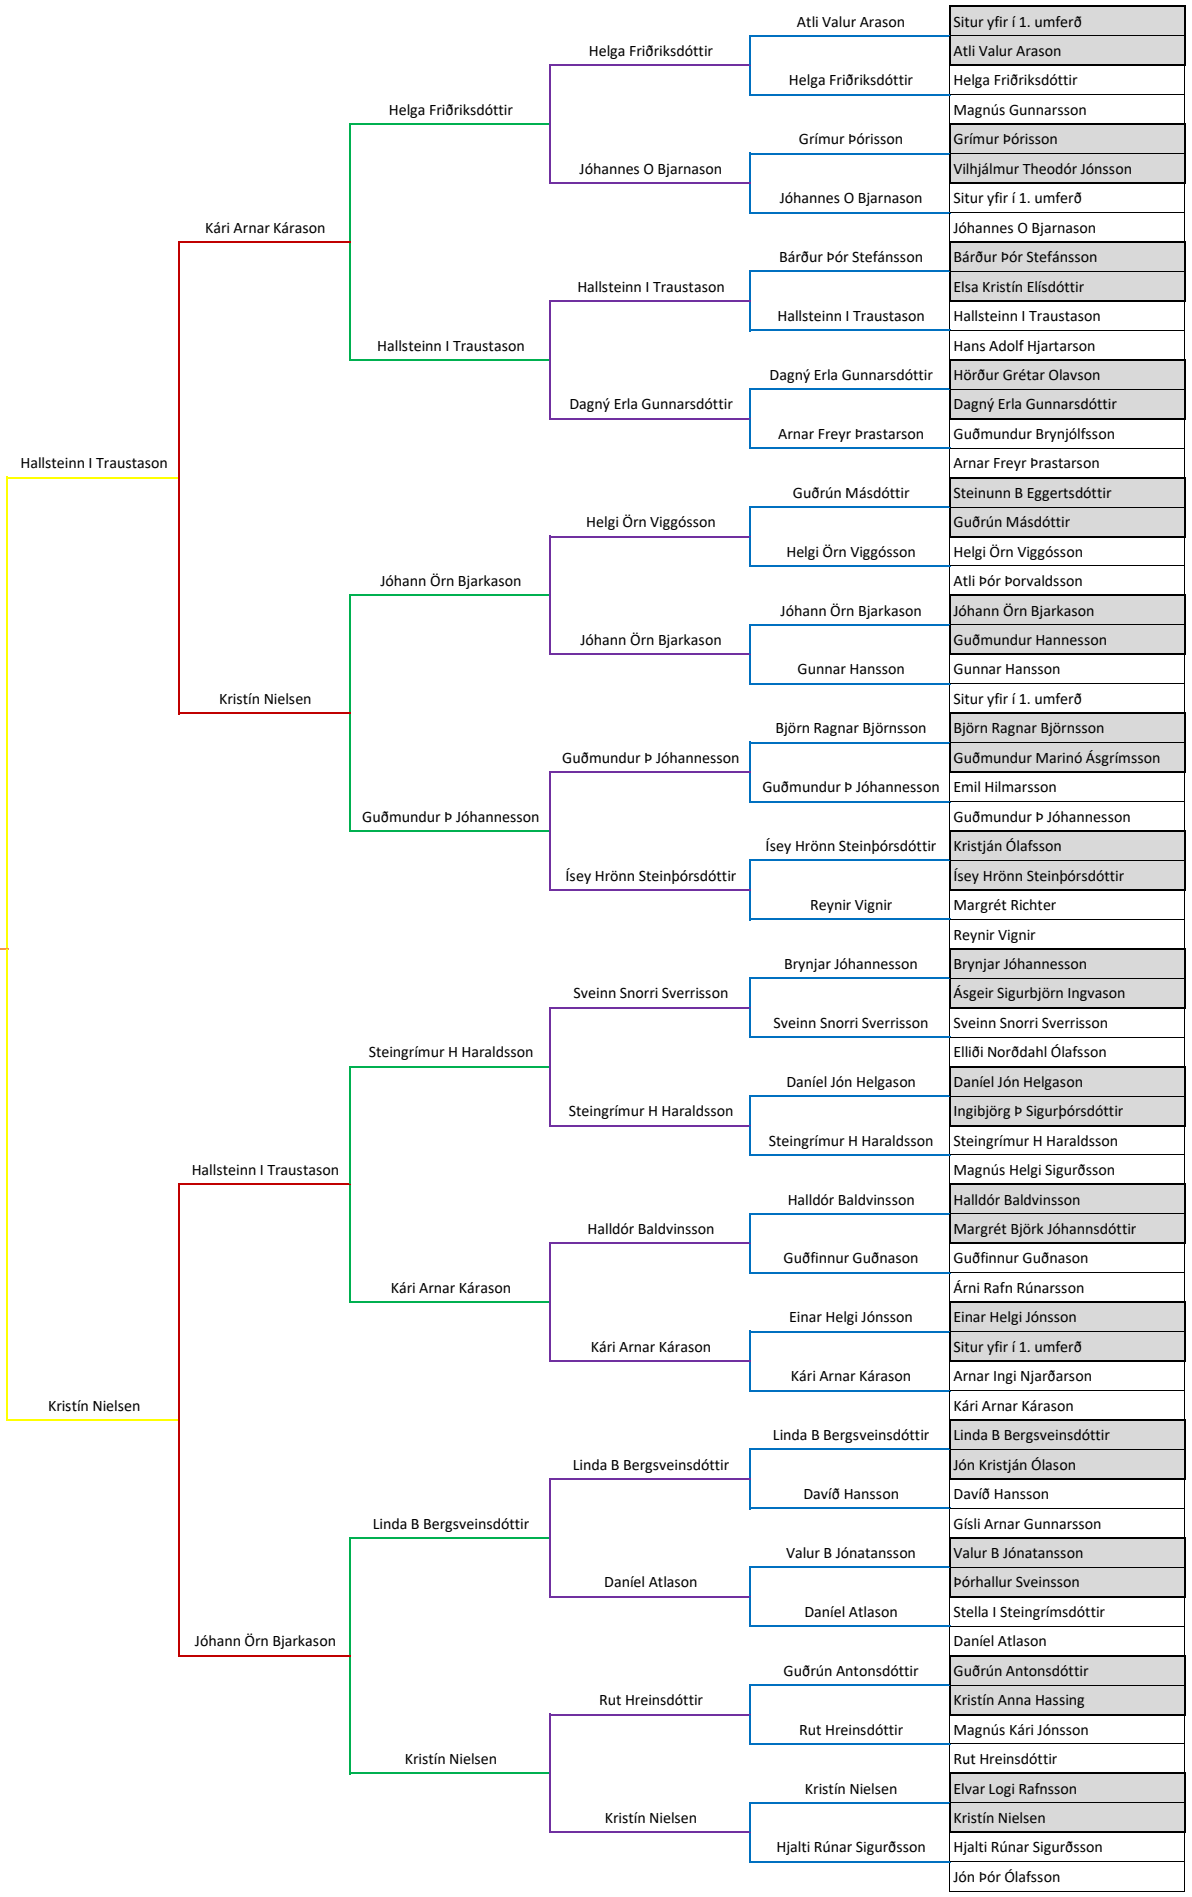 Atli Valur Arason
Situr yfir í 1. umferð
Helga Friðriksdóttir
Atli Valur Arason
Helga Friðriksdóttir
Helga Friðriksdóttir
Helga Friðriksdóttir
Magnús Gunnarsson
Grímur Þórisson
Grímur Þórisson
Jóhannes O Bjarnason
Vilhjálmur Theodór Jónsson
Jóhannes O Bjarnason
Situr yfir í 1. umferð
Kári Arnar Kárason
Jóhannes O Bjarnason
Bárður Þór Stefánsson
Bárður Þór Stefánsson
Hallsteinn I Traustason
Elsa Kristín Elísdóttir
Hallsteinn I Traustason
Hallsteinn I Traustason
Hallsteinn I Traustason
Hans Adolf Hjartarson
Dagný Erla Gunnarsdóttir
Hörður Grétar Olavson
Dagný Erla Gunnarsdóttir
Dagný Erla Gunnarsdóttir
Arnar Freyr Þrastarson
Guðmundur Brynjólfsson
Hallsteinn I Traustason
Arnar Freyr Þrastarson
Guðrún Másdóttir
Steinunn B Eggertsdóttir
Helgi Örn Viggósson
Guðrún Másdóttir
Helgi Örn Viggósson
Helgi Örn Viggósson
Jóhann Örn Bjarkason
Atli Þór Þorvaldsson
Jóhann Örn Bjarkason
Jóhann Örn Bjarkason
Jóhann Örn Bjarkason
Guðmundur Hannesson
Gunnar Hansson
Gunnar Hansson
Kristín Nielsen
Situr yfir í 1. umferð
Björn Ragnar Björnsson
Björn Ragnar Björnsson
Guðmundur Þ Jóhannesson
Guðmundur Marinó Ásgrímsson
Guðmundur Þ Jóhannesson
Emil Hilmarsson
Guðmundur Þ Jóhannesson
Guðmundur Þ Jóhannesson
Ísey Hrönn Steinþórsdóttir
Kristján Ólafsson
Ísey Hrönn Steinþórsdóttir
Ísey Hrönn Steinþórsdóttir
Reynir Vignir
Margrét Richter
Reynir Vignir
Brynjar Jóhannesson
Brynjar Jóhannesson
Sveinn Snorri Sverrisson
Ásgeir Sigurbjörn Ingvason
Sveinn Snorri Sverrisson
Sveinn Snorri Sverrisson
Steingrímur H Haraldsson
Elliði Norðdahl Ólafsson
Daníel Jón Helgason
Daníel Jón Helgason
Steingrímur H Haraldsson
Ingibjörg Þ Sigurþórsdóttir
Steingrímur H Haraldsson
Steingrímur H Haraldsson
Hallsteinn I Traustason
Magnús Helgi Sigurðsson
Halldór Baldvinsson
Halldór Baldvinsson
Halldór Baldvinsson
Margrét Björk Jóhannsdóttir
Guðfinnur Guðnason
Guðfinnur Guðnason
Kári Arnar Kárason
Árni Rafn Rúnarsson
Einar Helgi Jónsson
Einar Helgi Jónsson
Kári Arnar Kárason
Situr yfir í 1. umferð
Kári Arnar Kárason
Arnar Ingi Njarðarson
Kristín Nielsen
Kári Arnar Kárason
Linda B Bergsveinsdóttir
Linda B Bergsveinsdóttir
Linda B Bergsveinsdóttir
Jón Kristján Ólason
Davíð Hansson
Davíð Hansson
Linda B Bergsveinsdóttir
Gísli Arnar Gunnarsson
Valur B Jónatansson
Valur B Jónatansson
Daníel Atlason
Þórhallur Sveinsson
Daníel Atlason
Stella I Steingrímsdóttir
Jóhann Örn Bjarkason
Daníel Atlason
Guðrún Antonsdóttir
Guðrún Antonsdóttir
Rut Hreinsdóttir
Kristín Anna Hassing
Rut Hreinsdóttir
Magnús Kári Jónsson
Kristín Nielsen
Rut Hreinsdóttir
Kristín Nielsen
Elvar Logi Rafnsson
Kristín Nielsen
Kristín Nielsen
Hjalti Rúnar Sigurðsson
Hjalti Rúnar Sigurðsson
Jón Þór Ólafsson